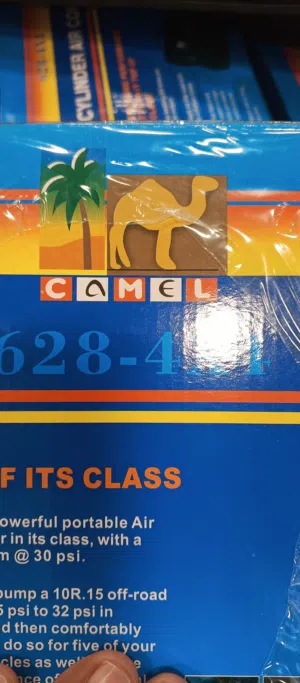 CYLINDER AIR CO
CAMEL
628-4
F ITS CLASS
owerful portable Air
r in its class, with a
m @ 30 psi.
pump a 10R.15 off-road
5 psi to 32 psi in
d then comfortably
do so for five of your
cles as we
nce of